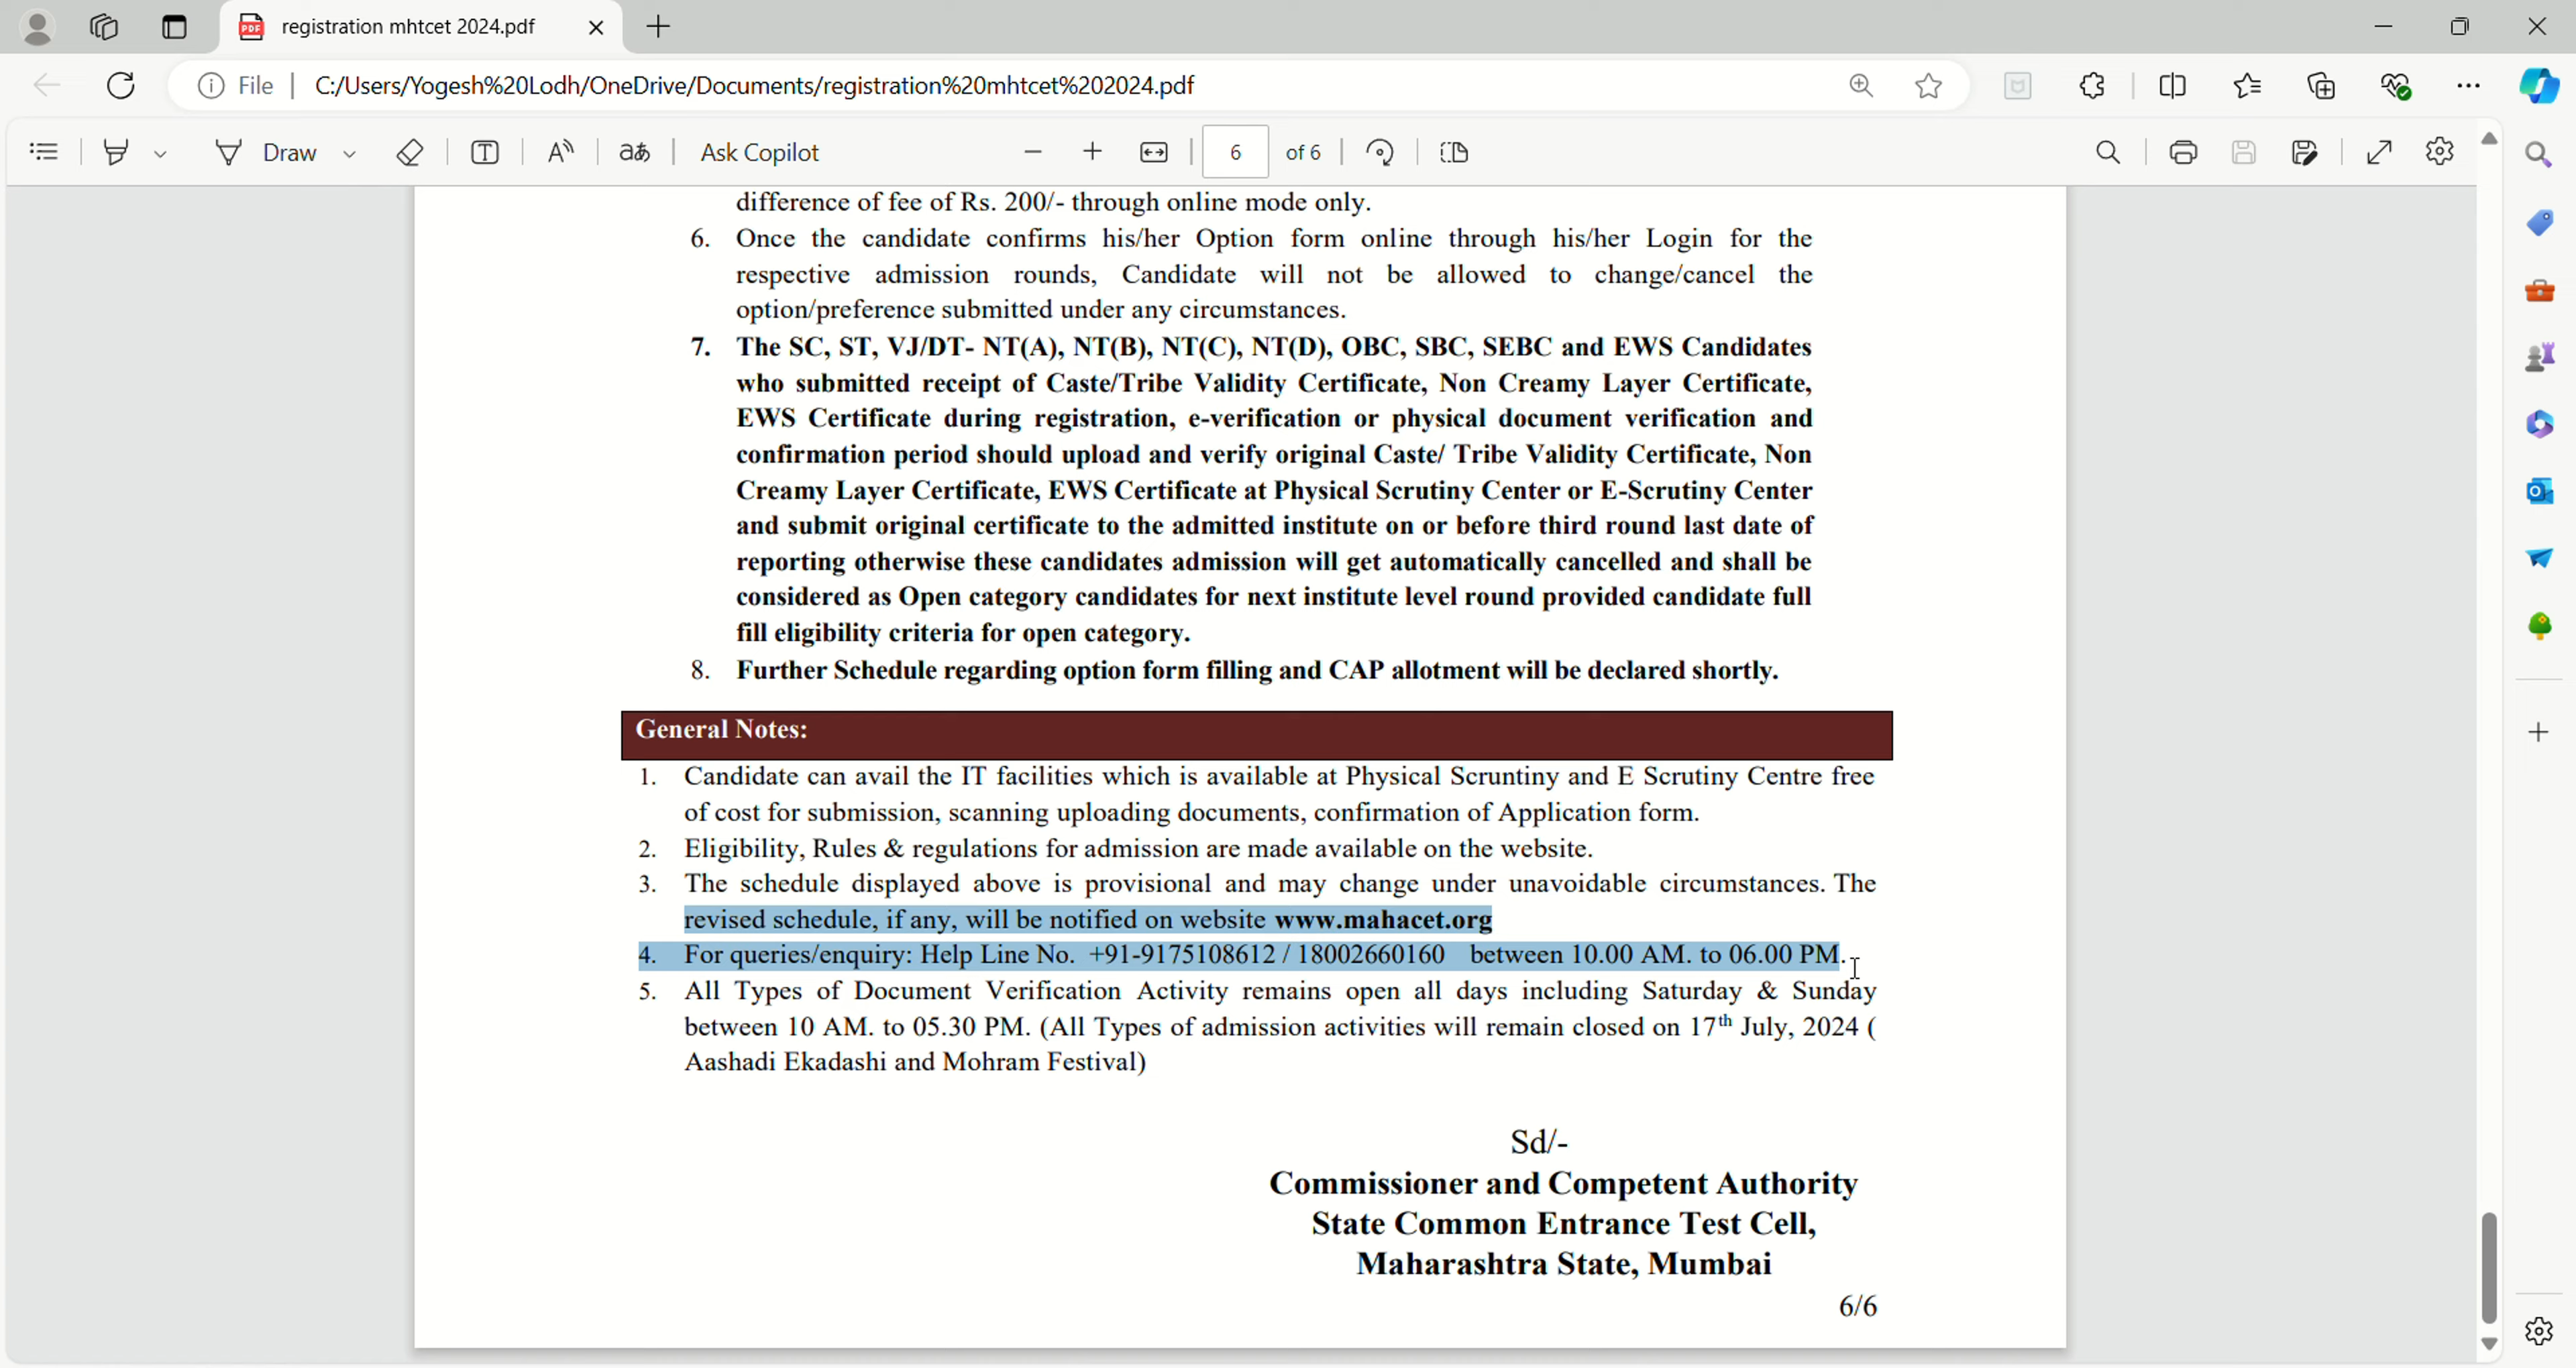 registration mhtcet 2024.pdf
File
C:/Users/Yogesh%20Lodh/OneDrive/Documents/registration%20mhtcet%202024.pdf
Draw
Ask Copilot
6 of 6
difference of fee of Rs. 200/- through online mode only.
6. Once the candidate confirms his/her Option form online through his/her Login for the
respective admission rounds, Candidate will not be allowed to change/cancel the
option/preference submitted under any circumstances.
7. The SC, ST, VJ/DT- NT(A), NT(B), NT(C), NT(D), OBC, SBC, SEBC and EWS Candidates
who submitted receipt of Caste/Tribe Validity Certificate, Non Creamy Layer Certificate,
EWS Certificate during registration, e-verification or physical document verification and
confirmation period should upload and verify original Caste/ Tribe Validity Certificate, Non
Creamy Layer Certificate, EWS Certificate at Physical Scrutiny Center or E-Scrutiny Center
and submit original certificate to the admitted institute on or before third round last date of
reporting otherwise these candidates admission will get automatically cancelled and shall be
considered as Open category candidates for next institute level round provided candidate full
fill eligibility criteria for open category.
8. Further Schedule regarding option form filling and CAP allotment will be declared shortly.
General Notes:
1. Candidate can avail the IT facilities which is available at Physical Scruntiny and E Scrutiny Centre free
of cost for submission, scanning uploading documents, confirmation of Application form.
2. Eligibility, Rules & regulations for admission are made available on the website.
3. The schedule displayed above is provisional and may change under unavoidable circumstances. The
revised schedule, if any, will be notified on website www.mahacet.org
4. For queries/enquiry: Help Line No. +91-9175108612 / 18002660160 between 10.00 AM. to 06.00 PM.
5. All Types of Document Verification Activity remains open all days including Saturday & Sunday
between 10 AM. to 05.30 PM. (All Types of admission activities will remain closed on 17th July, 2024 (
Aashadi Ekadashi and Mohram Festival)
Sd/-
Commissioner and Competent Authority
State Common Entrance Test Cell,
Maharashtra State, Mumbai
6/6